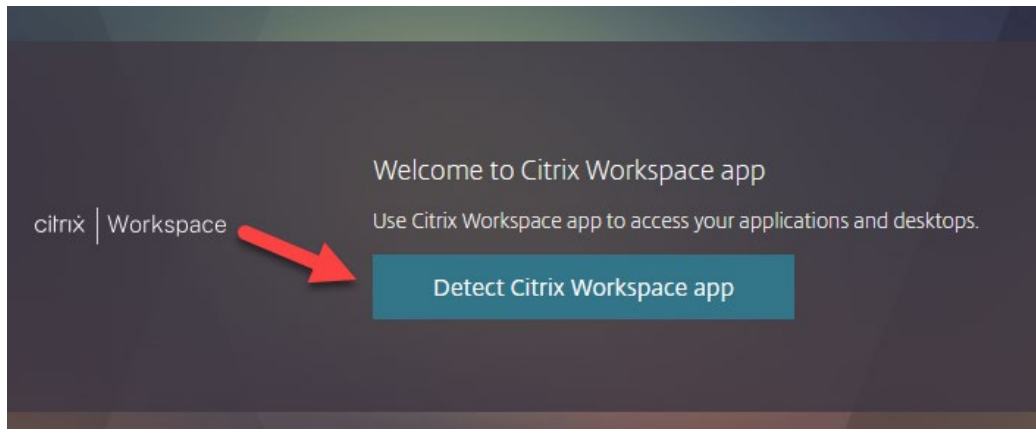 Welcome to Citrix Workspace app
citrix | Workspace
Use Citrix Workspace app to access your applications and desktops.
Detect Citrix Workspace app